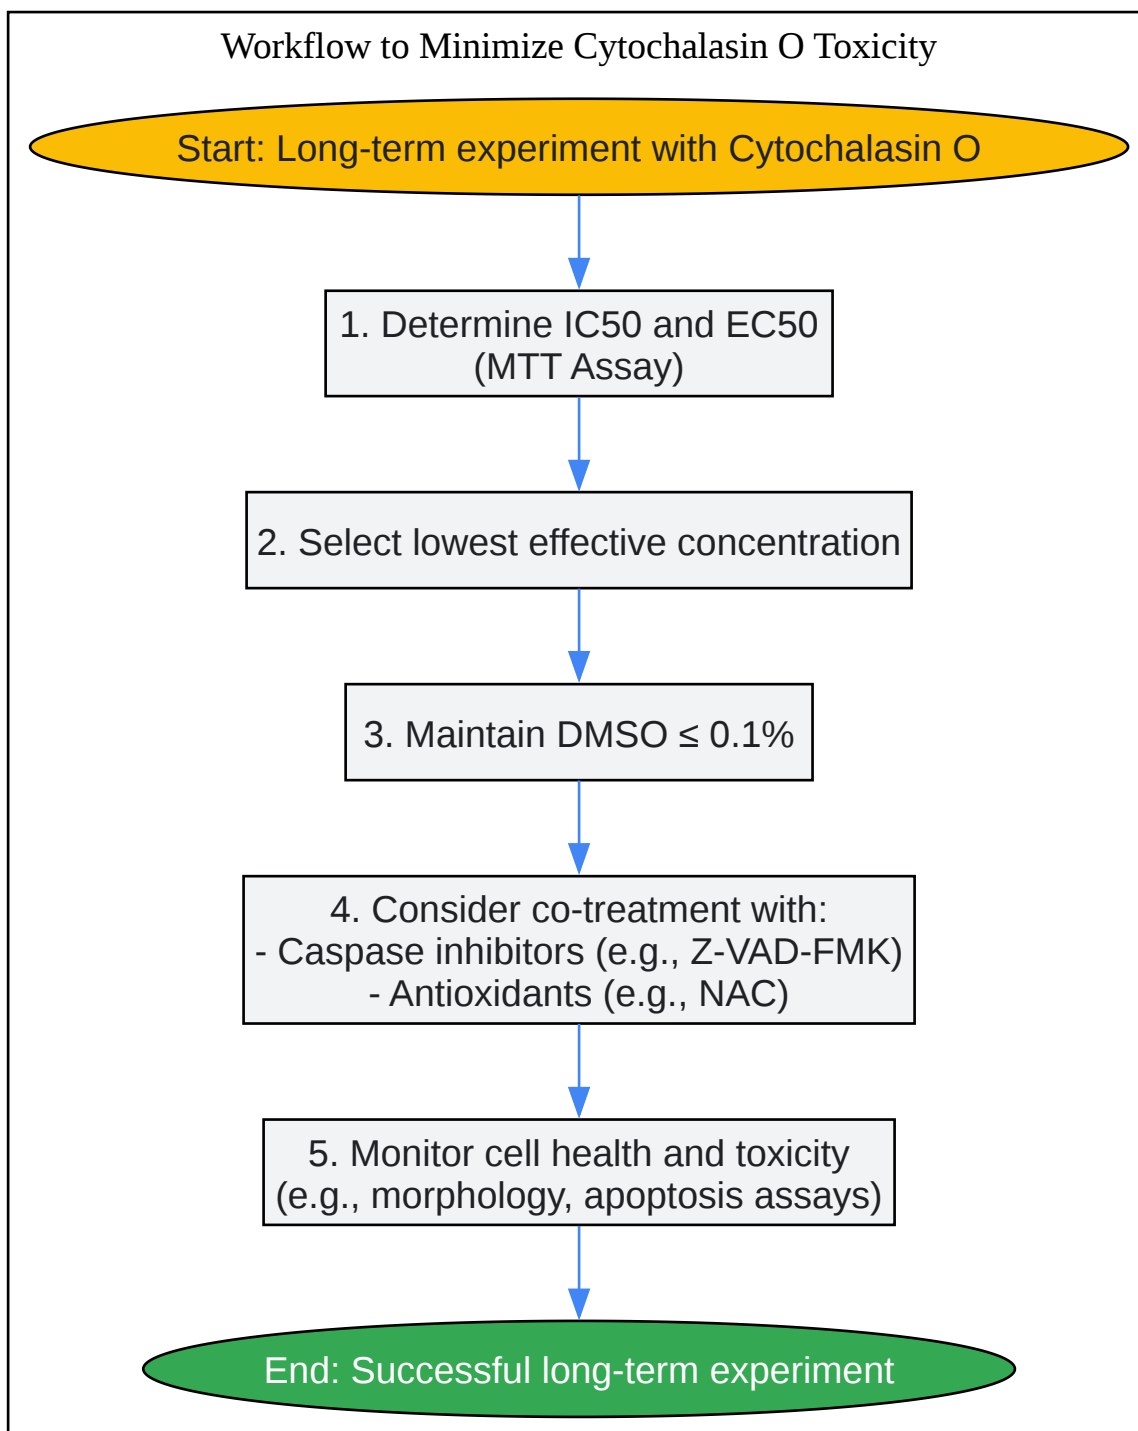 Workflow to Minimize Cytochalasin O Toxicity
Start: Long-term experiment with Cytochalasin O
1. Determine IC50 and EC50
(MTT Assay)
2. Select lowest effective concentration
3. Maintain DMSO ≤ 0.1%
4. Consider co-treatment with:
- Caspase inhibitors (e.g., Z-VAD-FMK)
- Antioxidants (e.g., NAC)
5. Monitor cell health and toxicity
(e.g., morphology, apoptosis assays)
End: Successful long-term experiment